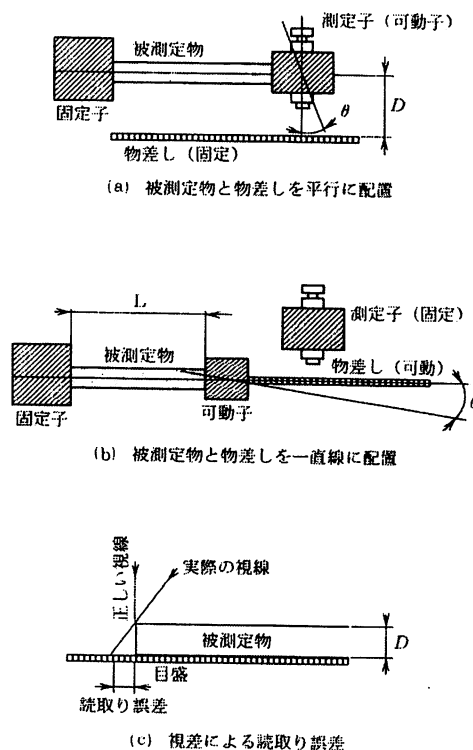 測定子(可動子)
被測定物
固定子
D
θ
物差し(固定)
(a) 被測定物と物差しを平行に配置
L
測定子(固定)
被測定物
物差し(可動)
固定子
可動子
(b) 被測定物と物差しを一直線に配置
正しい視線
実際の視線
被測定物
D
目盛
読取り誤差
(c) 視差による読取り誤差